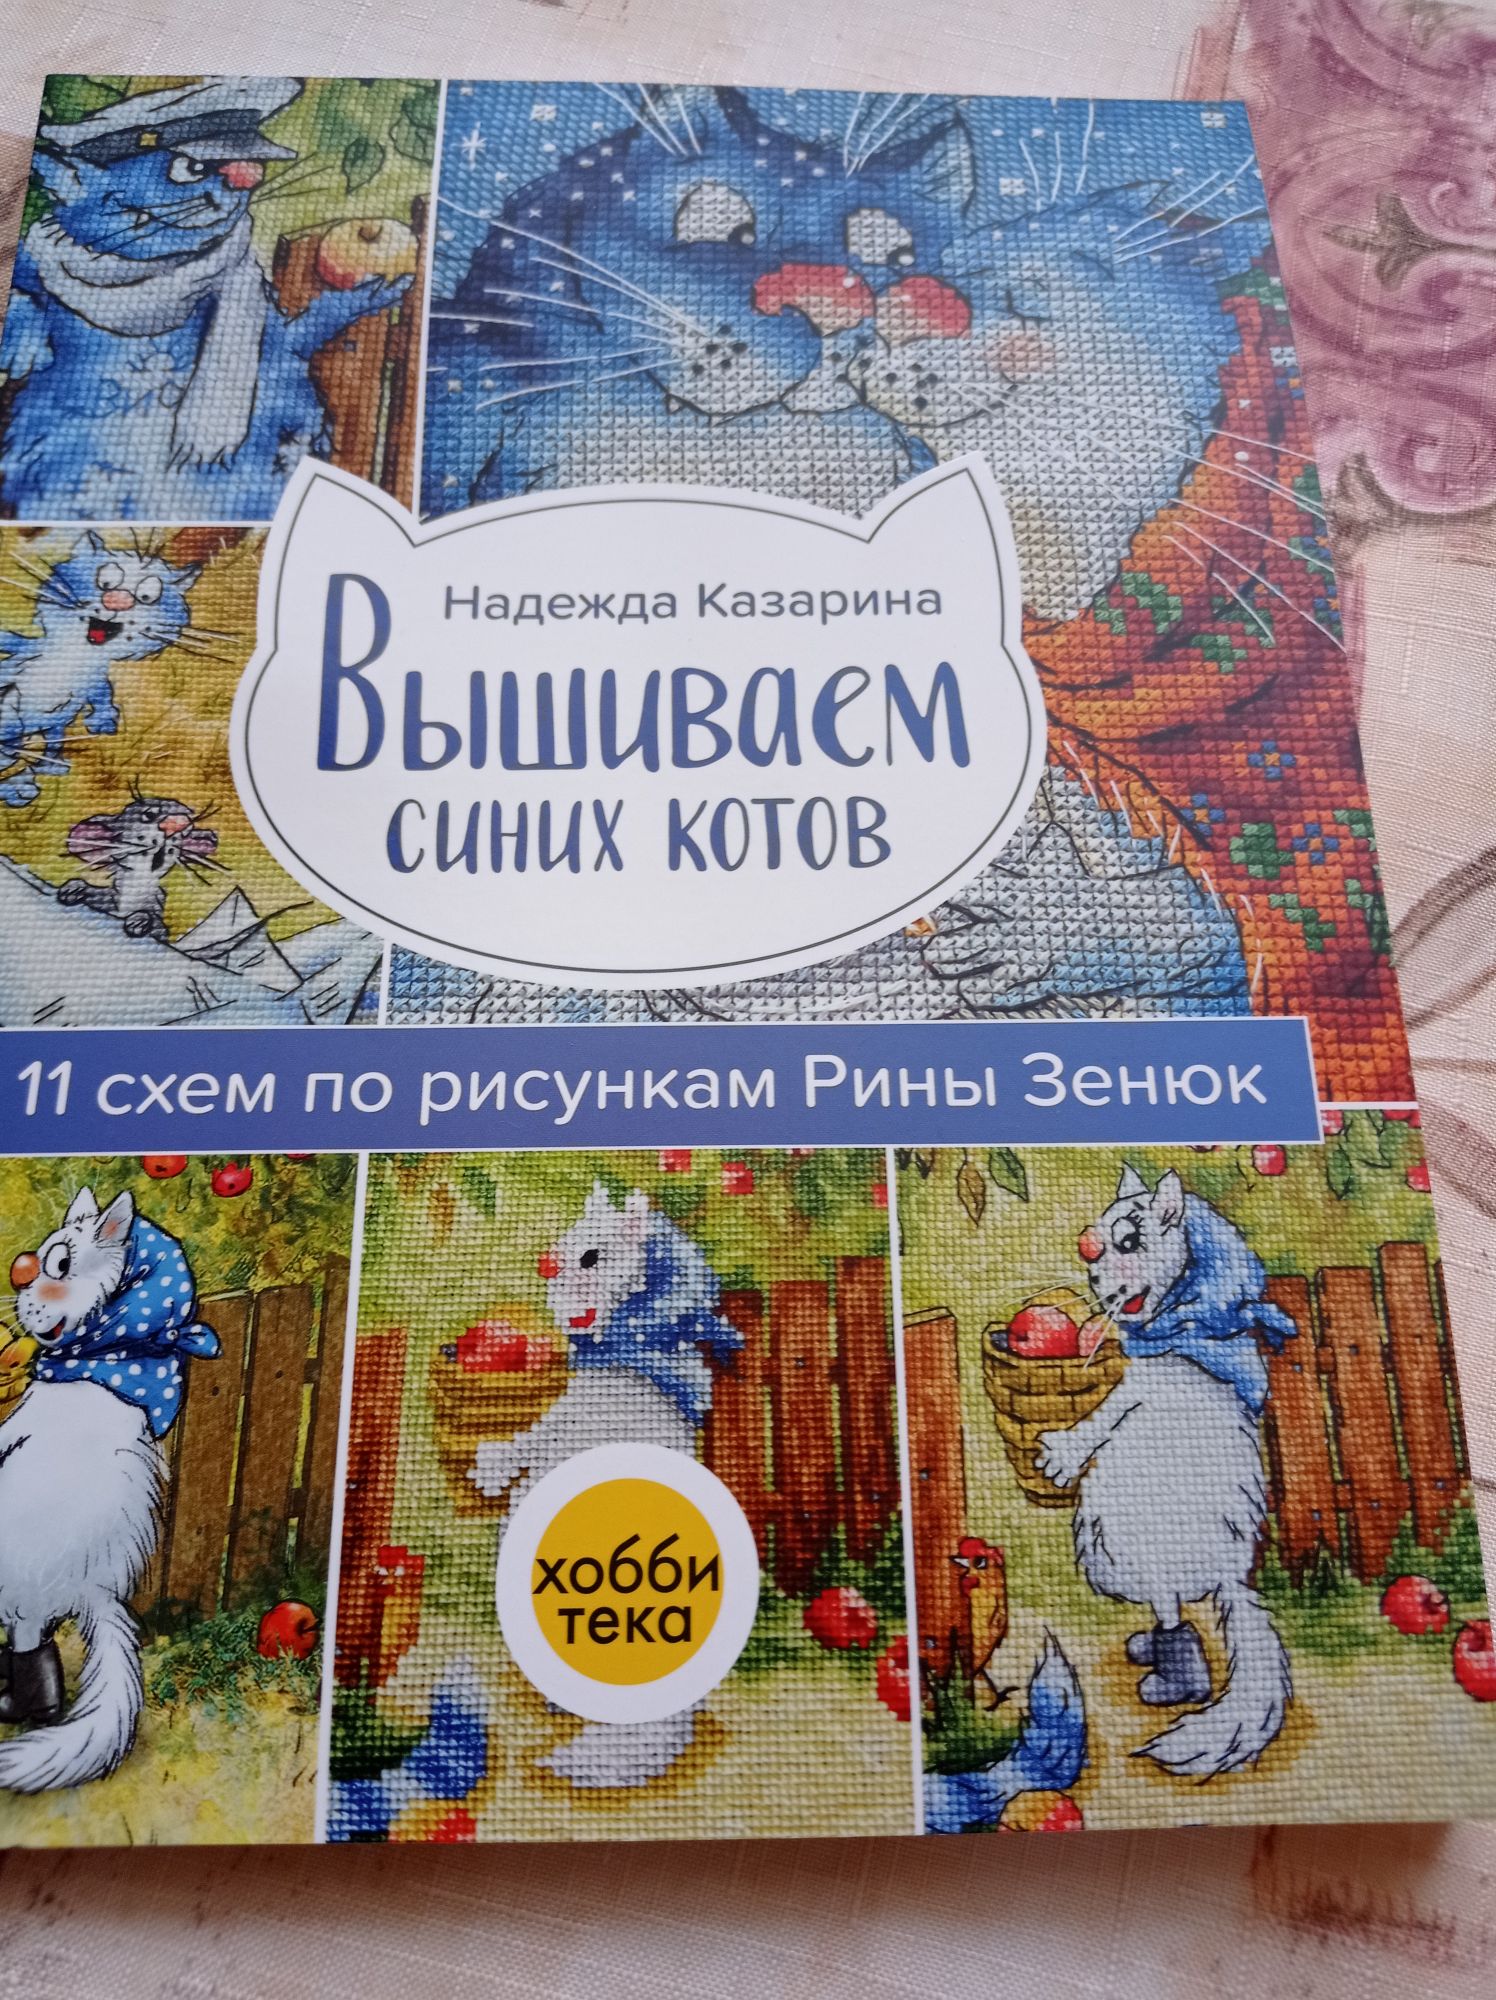 Надежда Казарина
Вышиваем
синих котов
11 схем по рисункам Рины Зенюк
хобби
тека